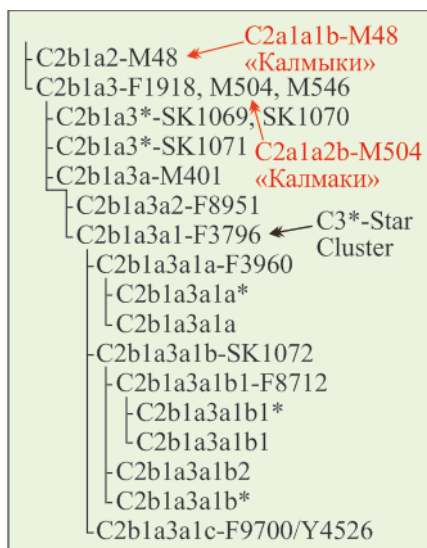 C2a1a1b-M48
C2b1a2-M48
«Калмыки»
C2b1a3-F1918, M504, M546
C2b1a3*-SK1069, SK1070
C2b1a3*-SK1071
C2a1a2b-M504
C2b1a3a-M401
«Калмаки»
C2b1a3a2-F8951
C2b1a3a1-F3796
C3*-Star
Cluster
C2b1a3a1a-F3960
C2b1a3a1a*
C2b1a3a1a
C2b1a3a1b-SK1072
C2b1a3a1b1-F8712
C2b1a3a1b1*
C2b1a3a1b1
C2b1a3a1b2
C2b1a3a1b*
C2b1a3a1c-F9700/Y4526